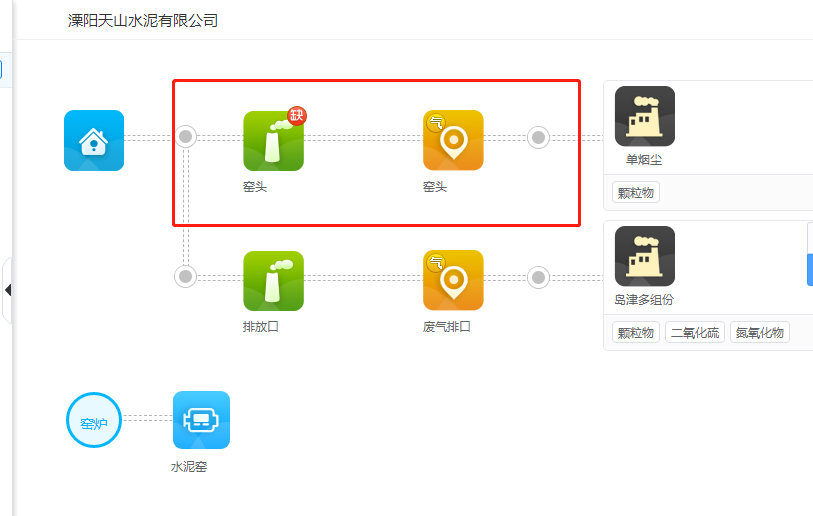 溧阳天山水泥有限公司
缺
气
窑头
窑头
单烟尘
颗粒物
气
排放口
废气排口
岛津多组份
颗粒物 二氧化硫 氮氧化物
窑炉
水泥窑